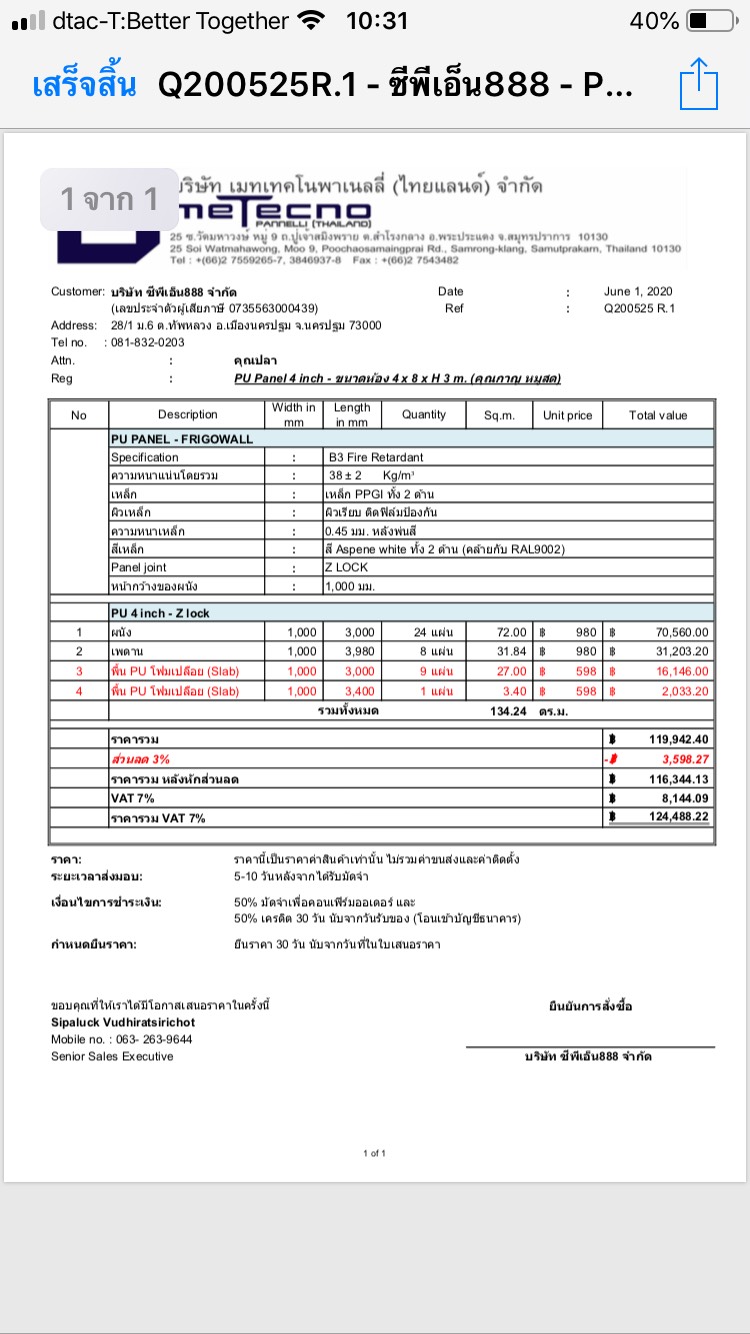 dtac-T:Better Together 10:31 40%
เสร็จสิ้น Q200525R.1 - ซีพีเอ็น888 - P...
1 จาก 1
บริษัท เมทเทคโนพาเนลลี่ (ไทยแลนด์) จำกัด
meTecno
PANNELLI (THAILAND)
25 ซ.วัดมหาวงษ์ หมู่ 9 ถ.ปู่เจ้าสมิงพราย ต.สำโรงกลาง อ.พระประแดง จ.สมุทรปราการ 10130
25 Soi Watmahawong, Moo 9, Poochaosamaingprai Rd., Samrong-klang, Samutprakarn, Thailand 10130
Tel : +(66)2 7559265-7, 3846937-8 Fax : +(66)2 7543482
Customer: บริษัท ซีพีเอ็น888 จำกัด Date : June 1, 2020
(เลขประจำตัวผู้เสียภาษี 0735563000439) Ref : Q200525 R.1
Address: 28/1 ม.6 ต.ทัพหลวง อ.เมืองนครปฐม จ.นครปฐม 73000
Tel no. : 081-832-0203
Attn. : คุณปลา
Reg : PU Panel 4 inch - ขนาดห้อง 4 x 8 x H 3 m. (คุณภาณุ หมูสด)
No Description Width in mm Length in mm Quantity Sq.m. Unit price Total value
PU PANEL - FRIGOWALL
Specification : B3 Fire Retardant
ความหนาแน่นโดยรวม : 38 ± 2 Kg/m³
เหล็ก : เหล็ก PPGI ทั้ง 2 ด้าน
ผิวเหล็ก : ผิวเรียบ ติดฟิล์มป้องกัน
ความหนาเหล็ก : 0.45 มม. หลังพ่นสี
สีเหล็ก : สี Aspene white ทั้ง 2 ด้าน (คล้ายกับ RAL9002)
Panel joint : Z LOCK
หน้ากว้างของผนัง : 1,000 มม.
PU 4 inch - Z lock
1 ผนัง 1,000 3,000 24 แผ่น 72.00 ฿ 980 ฿ 70,560.00
2 เพดาน 1,000 3,980 8 แผ่น 31.84 ฿ 980 ฿ 31,203.20
3 พื้น PU โฟมเปลือย (Slab) 1,000 3,000 9 แผ่น 27.00 ฿ 598 ฿ 16,146.00
4 พื้น PU โฟมเปลือย (Slab) 1,000 3,400 1 แผ่น 3.40 ฿ 598 ฿ 2,033.20
รวมทั้งหมด 134.24 ตร.ม.
ราคารวม ฿ 119,942.40
ส่วนลด 3% -฿ 3,598.27
ราคารวม หลังหักส่วนลด ฿ 116,344.13
VAT 7% ฿ 8,144.09
ราคารวม VAT 7% ฿ 124,488.22
ราคา: ราคานี้เป็นราคาค่าสินค้าเท่านั้น ไม่รวมค่าขนส่งและค่าติดตั้ง
ระยะเวลาส่งมอบ: 5-10 วันหลังจากได้รับมัดจำ
เงื่อนไขการชำระเงิน: 50% มัดจำเพื่อคอนเฟิร์มออเดอร์ และ
50% เครดิต 30 วัน นับจากวันรับของ (โอนเข้าบัญชีธนาคาร)
กำหนดยืนราคา: ยืนราคา 30 วัน นับจากวันที่ในใบเสนอราคา
ขอบคุณที่ให้เราได้มีโอกาสเสนอราคาในครั้งนี้ ยืนยันการสั่งซื้อ
Sipaluck Vudhiratsirichot
Mobile no. : 063- 263-9644
Senior Sales Executive บริษัท ซีพีเอ็น888 จำกัด
1 of 1